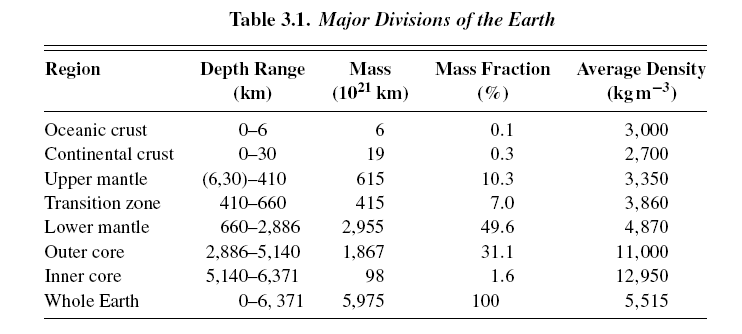 Table 3.1. Major Divisions of the Earth
Region Depth Range Mass Mass Fraction Average Density
(km) (10²¹ km) (%) (kg m⁻³)
Oceanic crust 0–6 6 0.1 3,000
Continental crust 0–30 19 0.3 2,700
Upper mantle (6,30)–410 615 10.3 3,350
Transition zone 410–660 415 7.0 3,860
Lower mantle 660–2,886 2,955 49.6 4,870
Outer core 2,886–5,140 1,867 31.1 11,000
Inner core 5,140–6,371 98 1.6 12,950
Whole Earth 0–6, 371 5,975 100 5,515